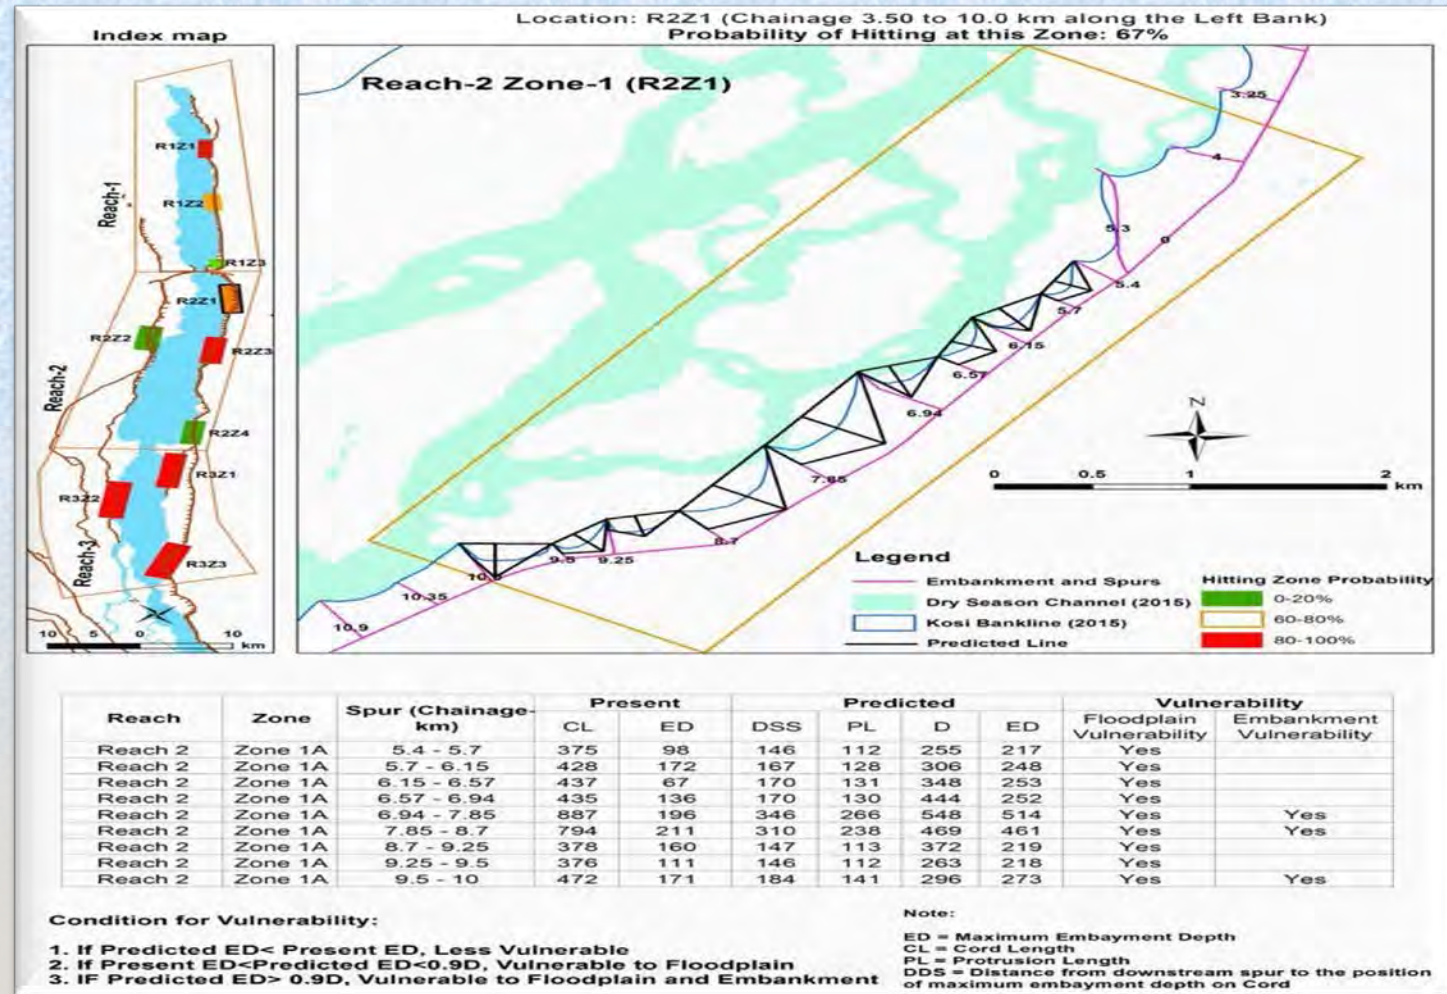 Location: R2Z1 (Chainage 3.50 to 10.0 km along the Left Bank)
Probability of Hitting at this Zone: 67%
Index map
R1Z1
Reach-1
R1Z2
R1Z3
R2Z1
R2Z2
R2Z3
Reach-2
R2Z4
R3Z1
R3Z2
Reach-3
R3Z3
10 5 0 10
km
Reach-2 Zone-1 (R2Z1)
3.25
4
5.3
0
5.4
5.7
6.15
6.57
6.94
7.85
8.7
9.5 9.25
10.35
10.9
N
0 0.5 1 2
km
Legend
Embankment and Spurs
Dry Season Channel (2015)
Kosi Bankline (2015)
Predicted Line
Hitting Zone Probability
0-20%
60-80%
80-100%
Reach Zone Spur (Chainage-km) Present Predicted Vulnerability
CL ED DSS PL D ED Floodplain Vulnerability Embankment Vulnerability
Reach 2 Zone 1A 5.4 - 5.7 375 98 146 112 255 217 Yes
Reach 2 Zone 1A 5.7 - 6.15 428 172 167 128 306 248 Yes
Reach 2 Zone 1A 6.15 - 6.57 437 67 170 131 348 253 Yes
Reach 2 Zone 1A 6.57 - 6.94 435 136 170 130 444 252 Yes
Reach 2 Zone 1A 6.94 - 7.85 887 196 346 266 548 514 Yes Yes
Reach 2 Zone 1A 7.85 - 8.7 794 211 310 238 469 461 Yes Yes
Reach 2 Zone 1A 8.7 - 9.25 378 160 147 113 372 219 Yes
Reach 2 Zone 1A 9.25 - 9.5 376 111 146 112 263 218 Yes
Reach 2 Zone 1A 9.5 - 10 472 171 184 141 296 273 Yes Yes
Condition for Vulnerability:
1. If Predicted ED< Present ED, Less Vulnerable
2. If Present ED<Predicted ED<0.9D, Vulnerable to Floodplain
3. IF Predicted ED> 0.9D, Vulnerable to Floodplain and Embankment
Note:
ED = Maximum Embayment Depth
CL = Cord Length
PL = Protrusion Length
DDS = Distance from downstream spur to the position
of maximum embayment depth on Cord